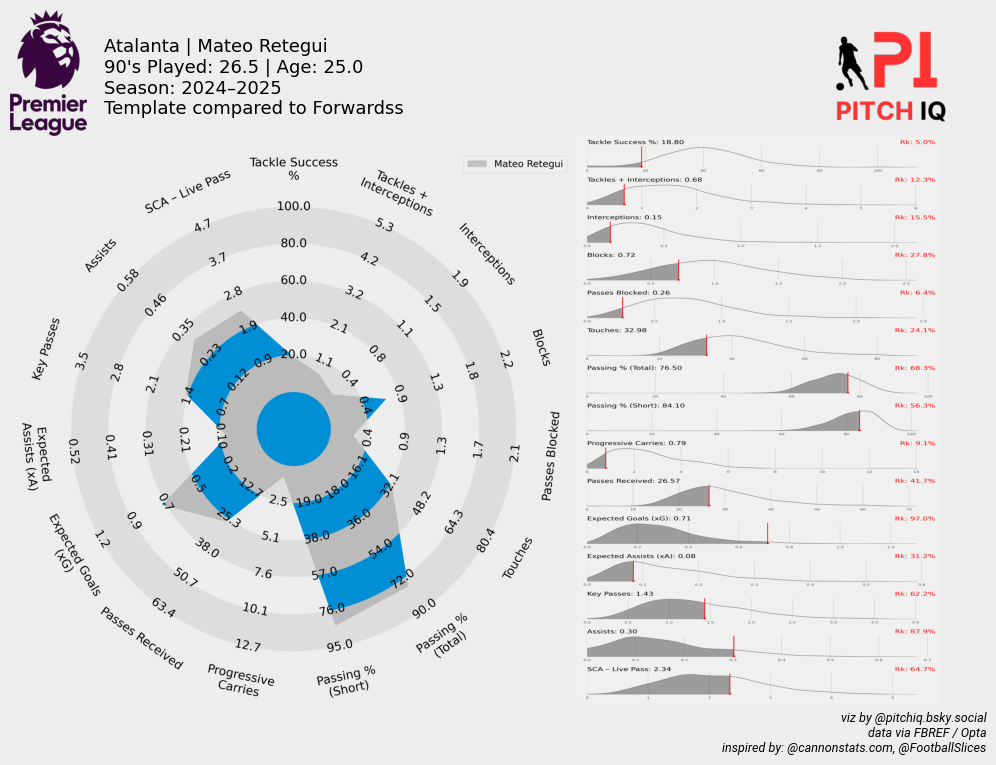 Premier
League
Atalanta | Mateo Retegui
90's Played: 26.5 | Age: 25.0
Season: 2024–2025
Template compared to Forwardss
PI
PITCH IQ
Mateo Retegui
Tackle Success
%
Tackles +
Interceptions
Interceptions
Blocks
Passes Blocked
Touches
Passing %
(Total)
Passing %
(Short)
Progressive
Carries
Passes Received
Expected Goals
(xG)
Expected
Assists (xA)
Key Passes
Assists
SCA – Live Pass
20.0 40.0 60.0 80.0 100.0
1.1 2.1 3.2 4.2 5.3
0.4 0.8 1.1 1.5 1.9
0.4 0.9 1.3 1.8 2.2
0.4 0.9 1.3 1.7 2.1
16.1 32.1 48.2 64.3 80.4
18.0 36.0 54.0 72.0 90.0
19.0 38.0 57.0 76.0 95.0
2.5 5.1 7.6 10.1 12.7
12.7 25.3 38.0 50.7 63.4
0.2 0.5 0.7 0.9 1.2
0.10 0.21 0.31 0.41 0.52
0.7 1.4 2.1 2.8 3.5
0.12 0.23 0.35 0.46 0.58
0.9 1.9 2.8 3.7 4.7
Tackle Success %: 18.80 Rk: 5.0%
Tackles + Interceptions: 0.68 Rk: 12.3%
Interceptions: 0.15 Rk: 15.5%
Blocks: 0.72 Rk: 27.8%
Passes Blocked: 0.26 Rk: 6.4%
Touches: 32.98 Rk: 24.1%
Passing % (Total): 76.50 Rk: 68.3%
Passing % (Short): 84.10 Rk: 56.3%
Progressive Carries: 0.79 Rk: 9.1%
Passes Received: 26.57 Rk: 41.7%
Expected Goals (xG): 0.71 Rk: 97.0%
Expected Assists (xA): 0.08 Rk: 31.2%
Key Passes: 1.43 Rk: 62.2%
Assists: 0.30 Rk: 87.9%
SCA – Live Pass: 2.34 Rk: 64.7%
viz by @pitchiq.bsky.social
data via FBREF / Opta
inspired by: @cannonstats.com, @FootballSlices